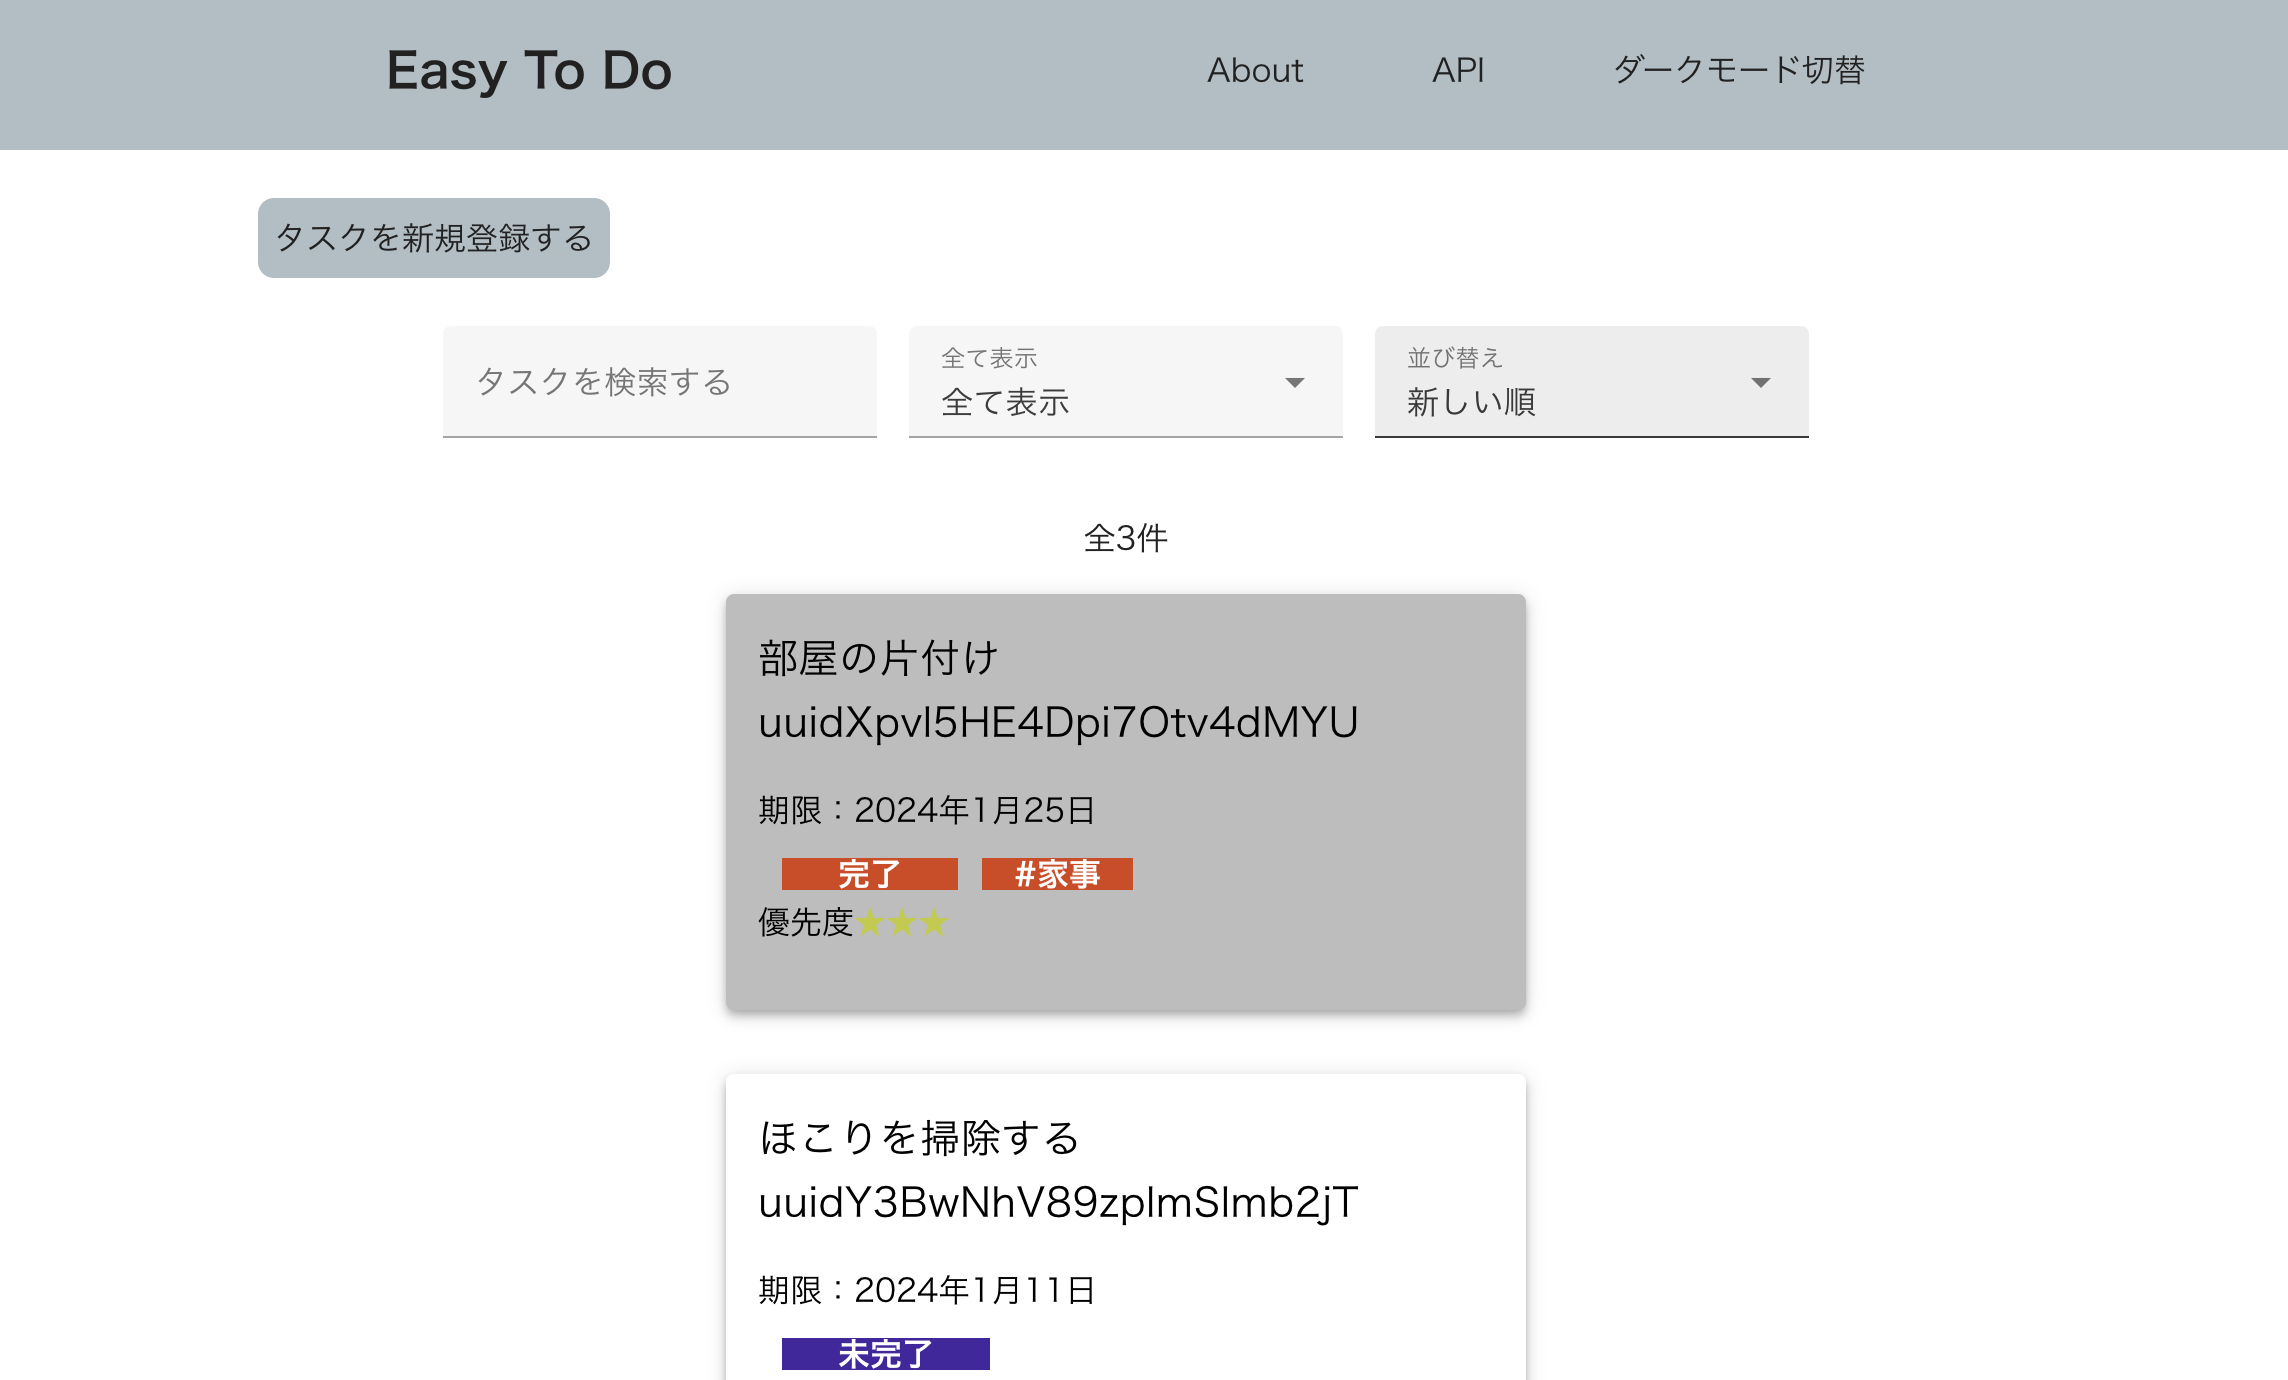 Easy To Do
About
API
ダークモード切替
タスクを新規登録する
タスクを検索する
全て表示
全て表示
並び替え
新しい順
全3件
部屋の片付け
uuidXpvI5HE4Dpi7Otv4dMYU
期限：2024年1月25日
完了 #家事
優先度★★★
ほこりを掃除する
uuidY3BwNhV89zpImSImb2jT
期限：2024年1月11日
未完了